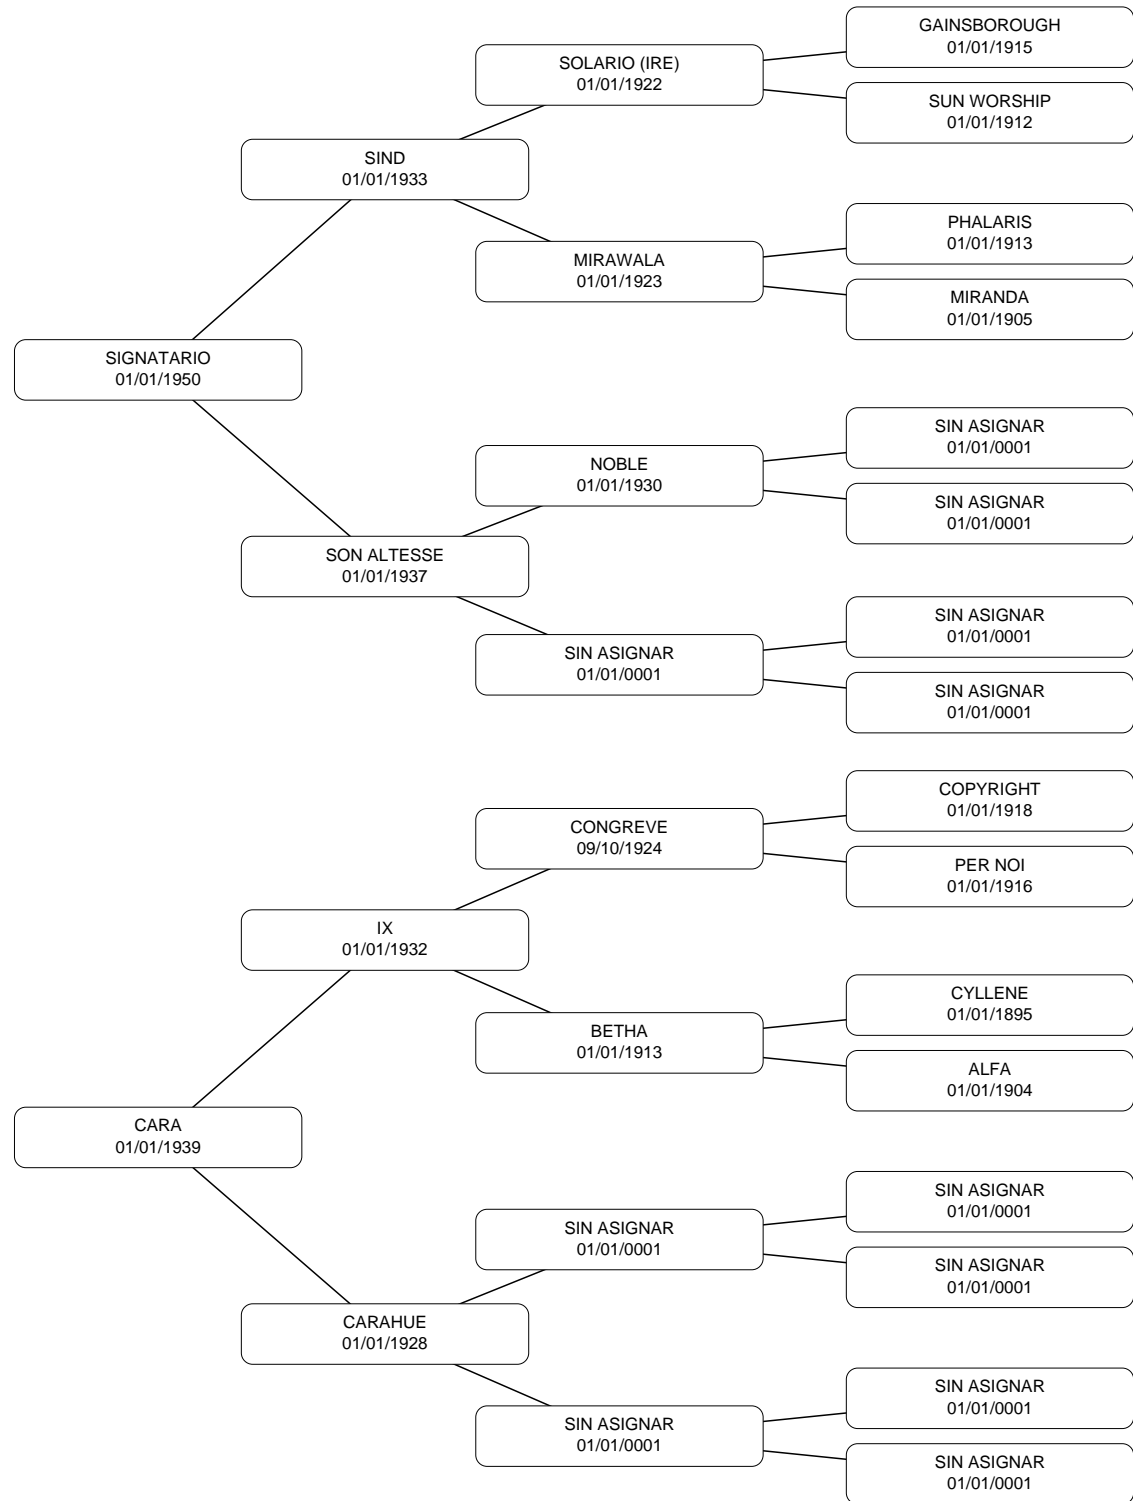 GAINSBOROUGH
01/01/1915
SOLARIO (IRE)
01/01/1922
SUN WORSHIP
01/01/1912
SIND
01/01/1933
PHALARIS
01/01/1913
MIRAWALA
01/01/1923
MIRANDA
01/01/1905
SIGNATARIO
01/01/1950
SIN ASIGNAR
01/01/0001
NOBLE
01/01/1930
SIN ASIGNAR
01/01/0001
SON ALTESSE
01/01/1937
SIN ASIGNAR
01/01/0001
SIN ASIGNAR
01/01/0001
SIN ASIGNAR
01/01/0001
COPYRIGHT
01/01/1918
CONGREVE
09/10/1924
PER NOI
01/01/1916
IX
01/01/1932
CYLLENE
01/01/1895
BETHA
01/01/1913
ALFA
01/01/1904
CARA
01/01/1939
SIN ASIGNAR
01/01/0001
SIN ASIGNAR
01/01/0001
SIN ASIGNAR
01/01/0001
CARAHUE
01/01/1928
SIN ASIGNAR
01/01/0001
SIN ASIGNAR
01/01/0001
SIN ASIGNAR
01/01/0001